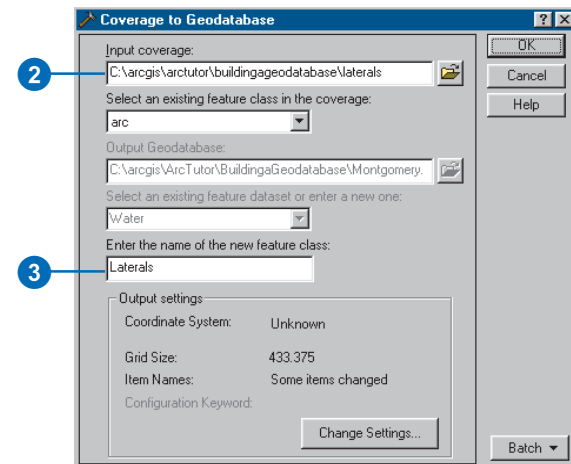 Coverage to Geodatabase
? X
Input coverage:
OK
2
C:\arcgis\arctutor\buildingageodatabase\laterals
Cancel
Select an existing feature class in the coverage:
Help
arc
Output Geodatabase:
C:\arcgis\ArcTutor\BuildingaGeodatabase\Montgomery.
Select an existing feature dataset or enter a new one:
Water
Enter the name of the new feature class:
3
Laterals
Output settings
Coordinate System: Unknown
Grid Size: 433.375
Item Names: Some items changed
Configuration Keyword:
Change Settings...
Batch